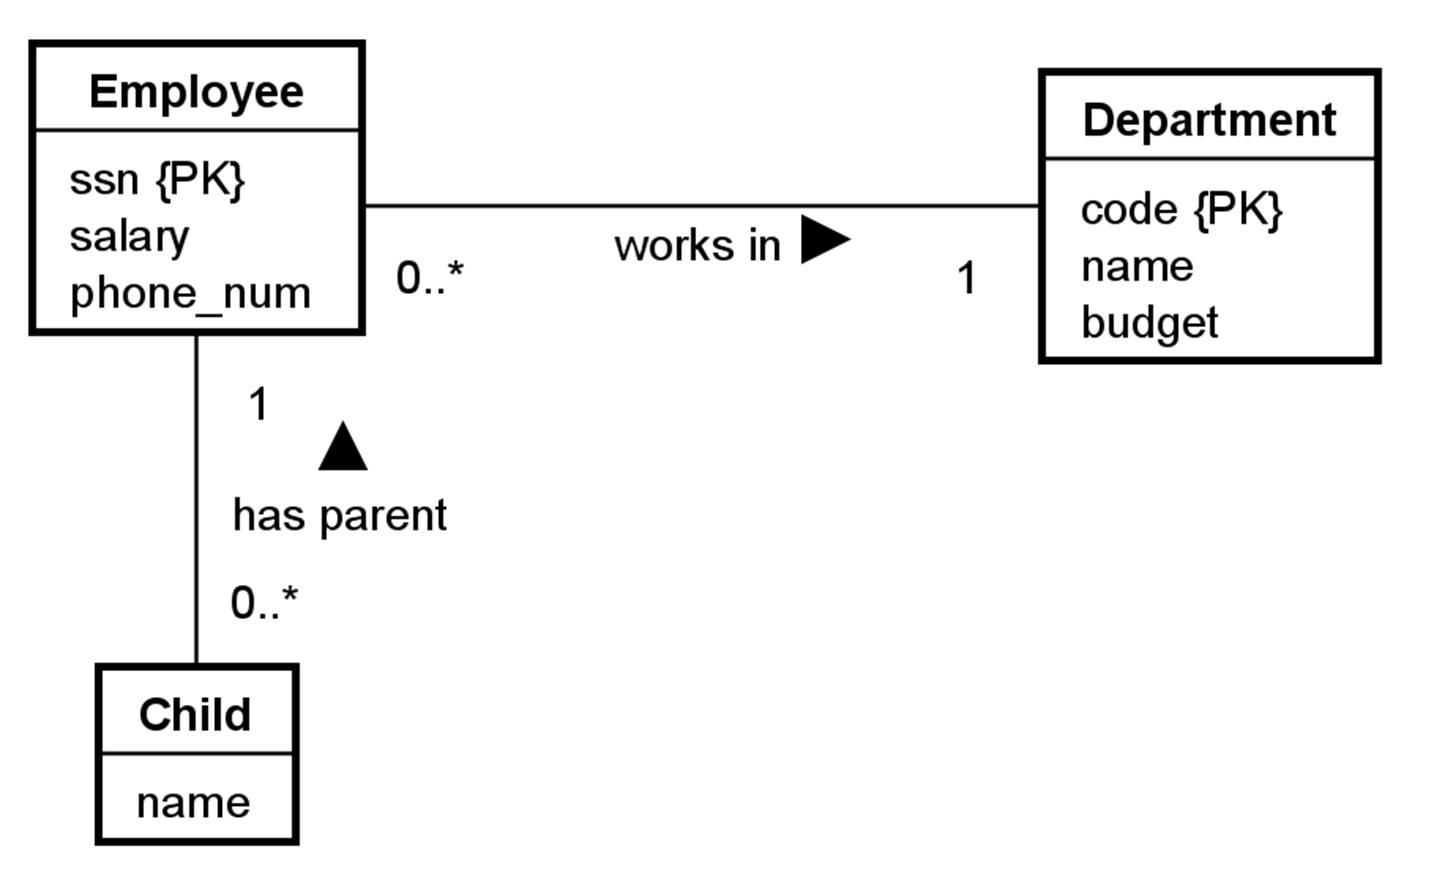 Employee
ssn {PK}
salary
phone_num
Department
code {PK}
name
budget
0..*
works in
1
1
has parent
0..*
Child
name